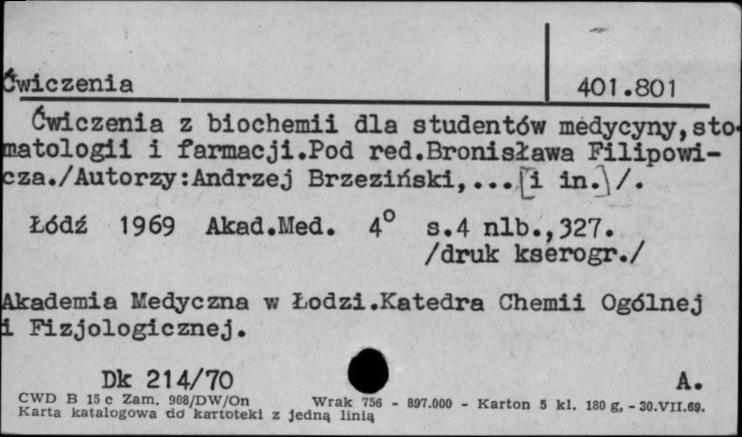 Ćwiczenia 401.801
Ćwiczenia z biochemii dla studentów medycyny, sto-
matologii i farmacji.Pod red.Bronisława Filipowi-
cza./Autorzy:Andrzej Brzeziński,...[i in.]/.
Łódź 1969 Akad.Med. 4° s.4 nlb.,327.
/druk kserogr./
Akademia Medyczna w Łodzi.Katedra Chemii Ogólnej
i Fizjologicznej.
Dk 214/70 A.
CWD B 15 c Zam. 908/DW/On Wrak 756 - 897.000 - Karton 5 kl. 180 g, - 30.VII.69.
Karta katalogowa do kartoteki z jedną linią